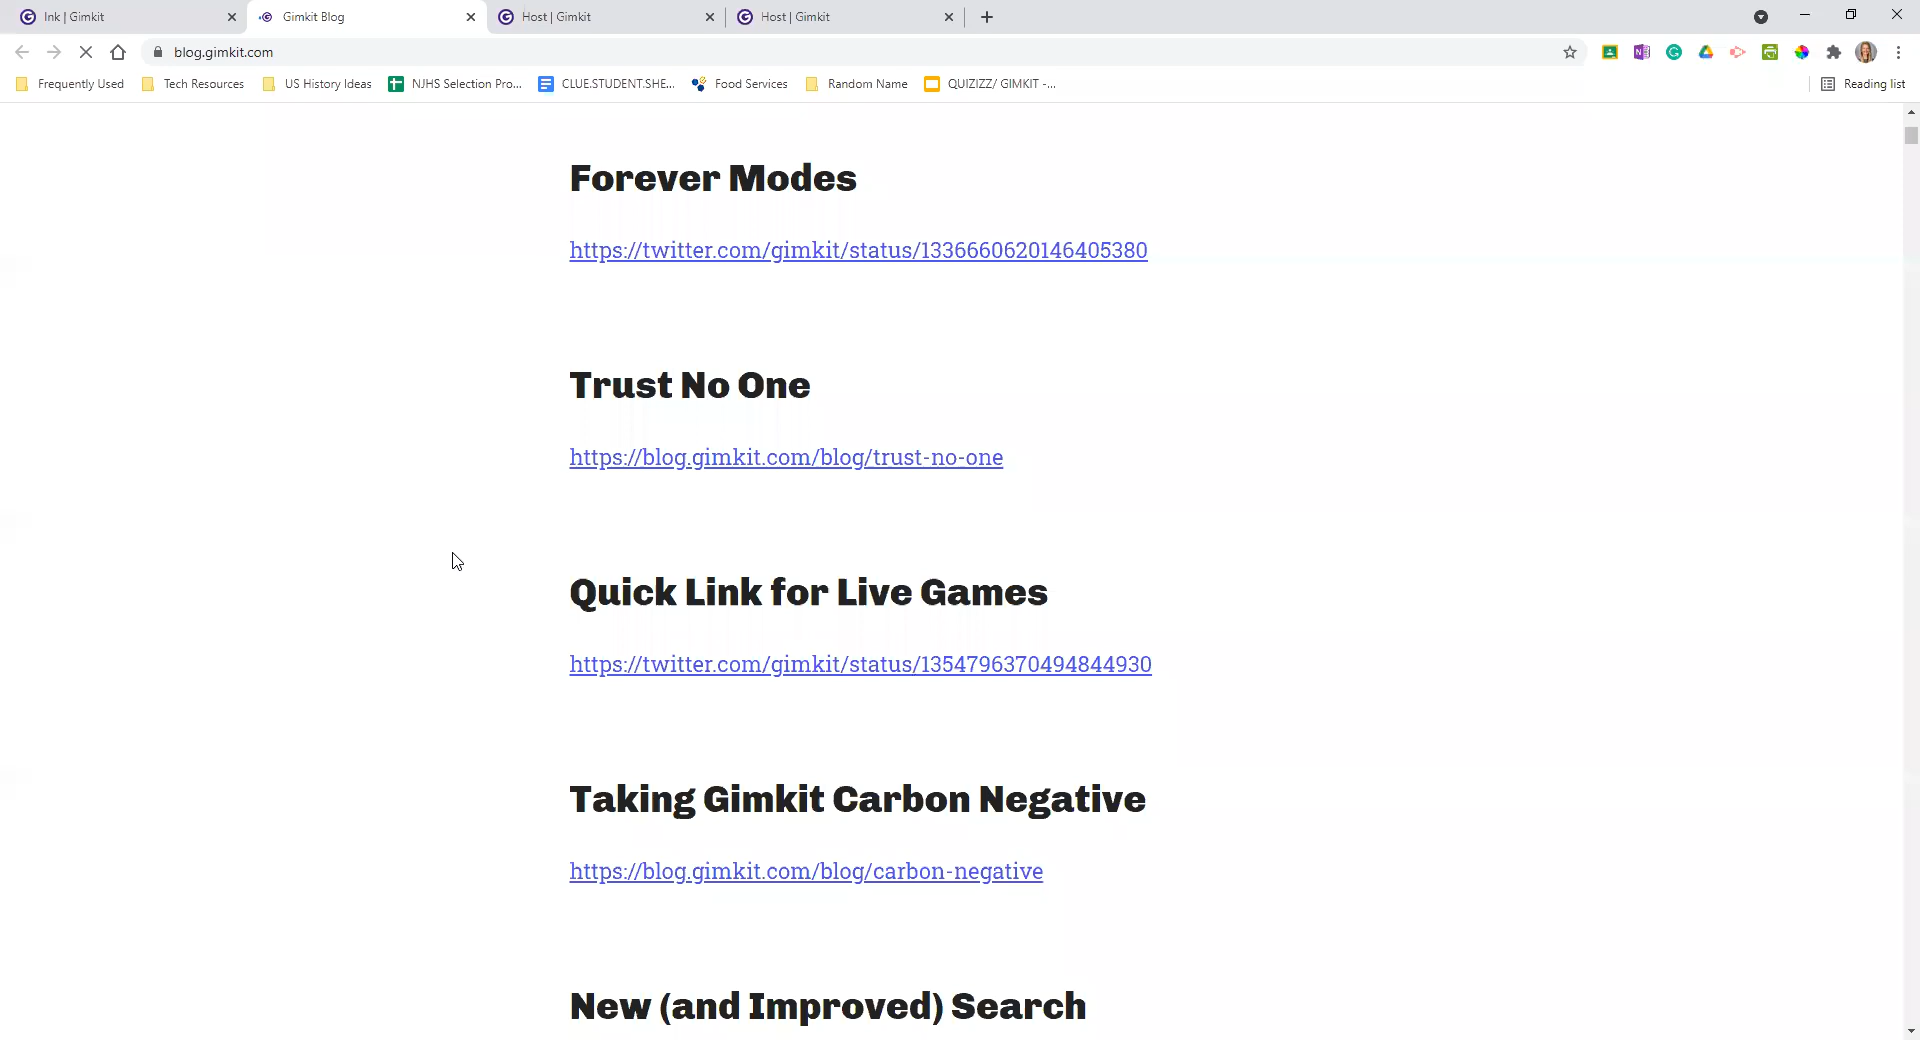 Ink | Gimkit
Gimkit Blog
Host | Gimkit
Host | Gimkit
blog.gimkit.com
Frequently Used
Tech Resources
US History Ideas
NJHS Selection Pro...
CLUE.STUDENT.SHE...
Food Services
Random Name
QUIZIZZ/ GIMKIT -...
Reading list
Forever Modes
https://twitter.com/gimkit/status/1336660620146405380
Trust No One
https://blog.gimkit.com/blog/trust-no-one
Quick Link for Live Games
https://twitter.com/gimkit/status/1354796370494844930
Taking Gimkit Carbon Negative
https://blog.gimkit.com/blog/carbon-negative
New (and Improved) Search